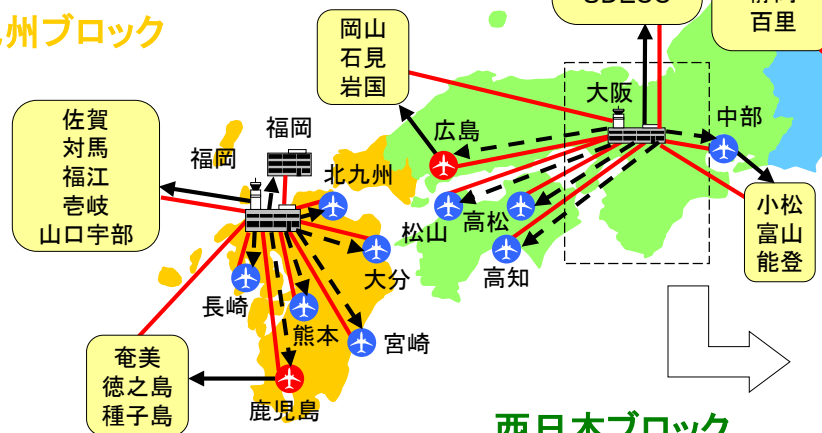 州ブロック
岡山
石見
岩国
百里
大阪
中部
広島
佐賀
対馬
福江
壱岐
山口宇部
福岡
福岡
北九州
小松
富山
能登
松山
高松
高知
大分
長崎
熊本
宮崎
奄美
徳之島
種子島
鹿児島
西日本ブロック